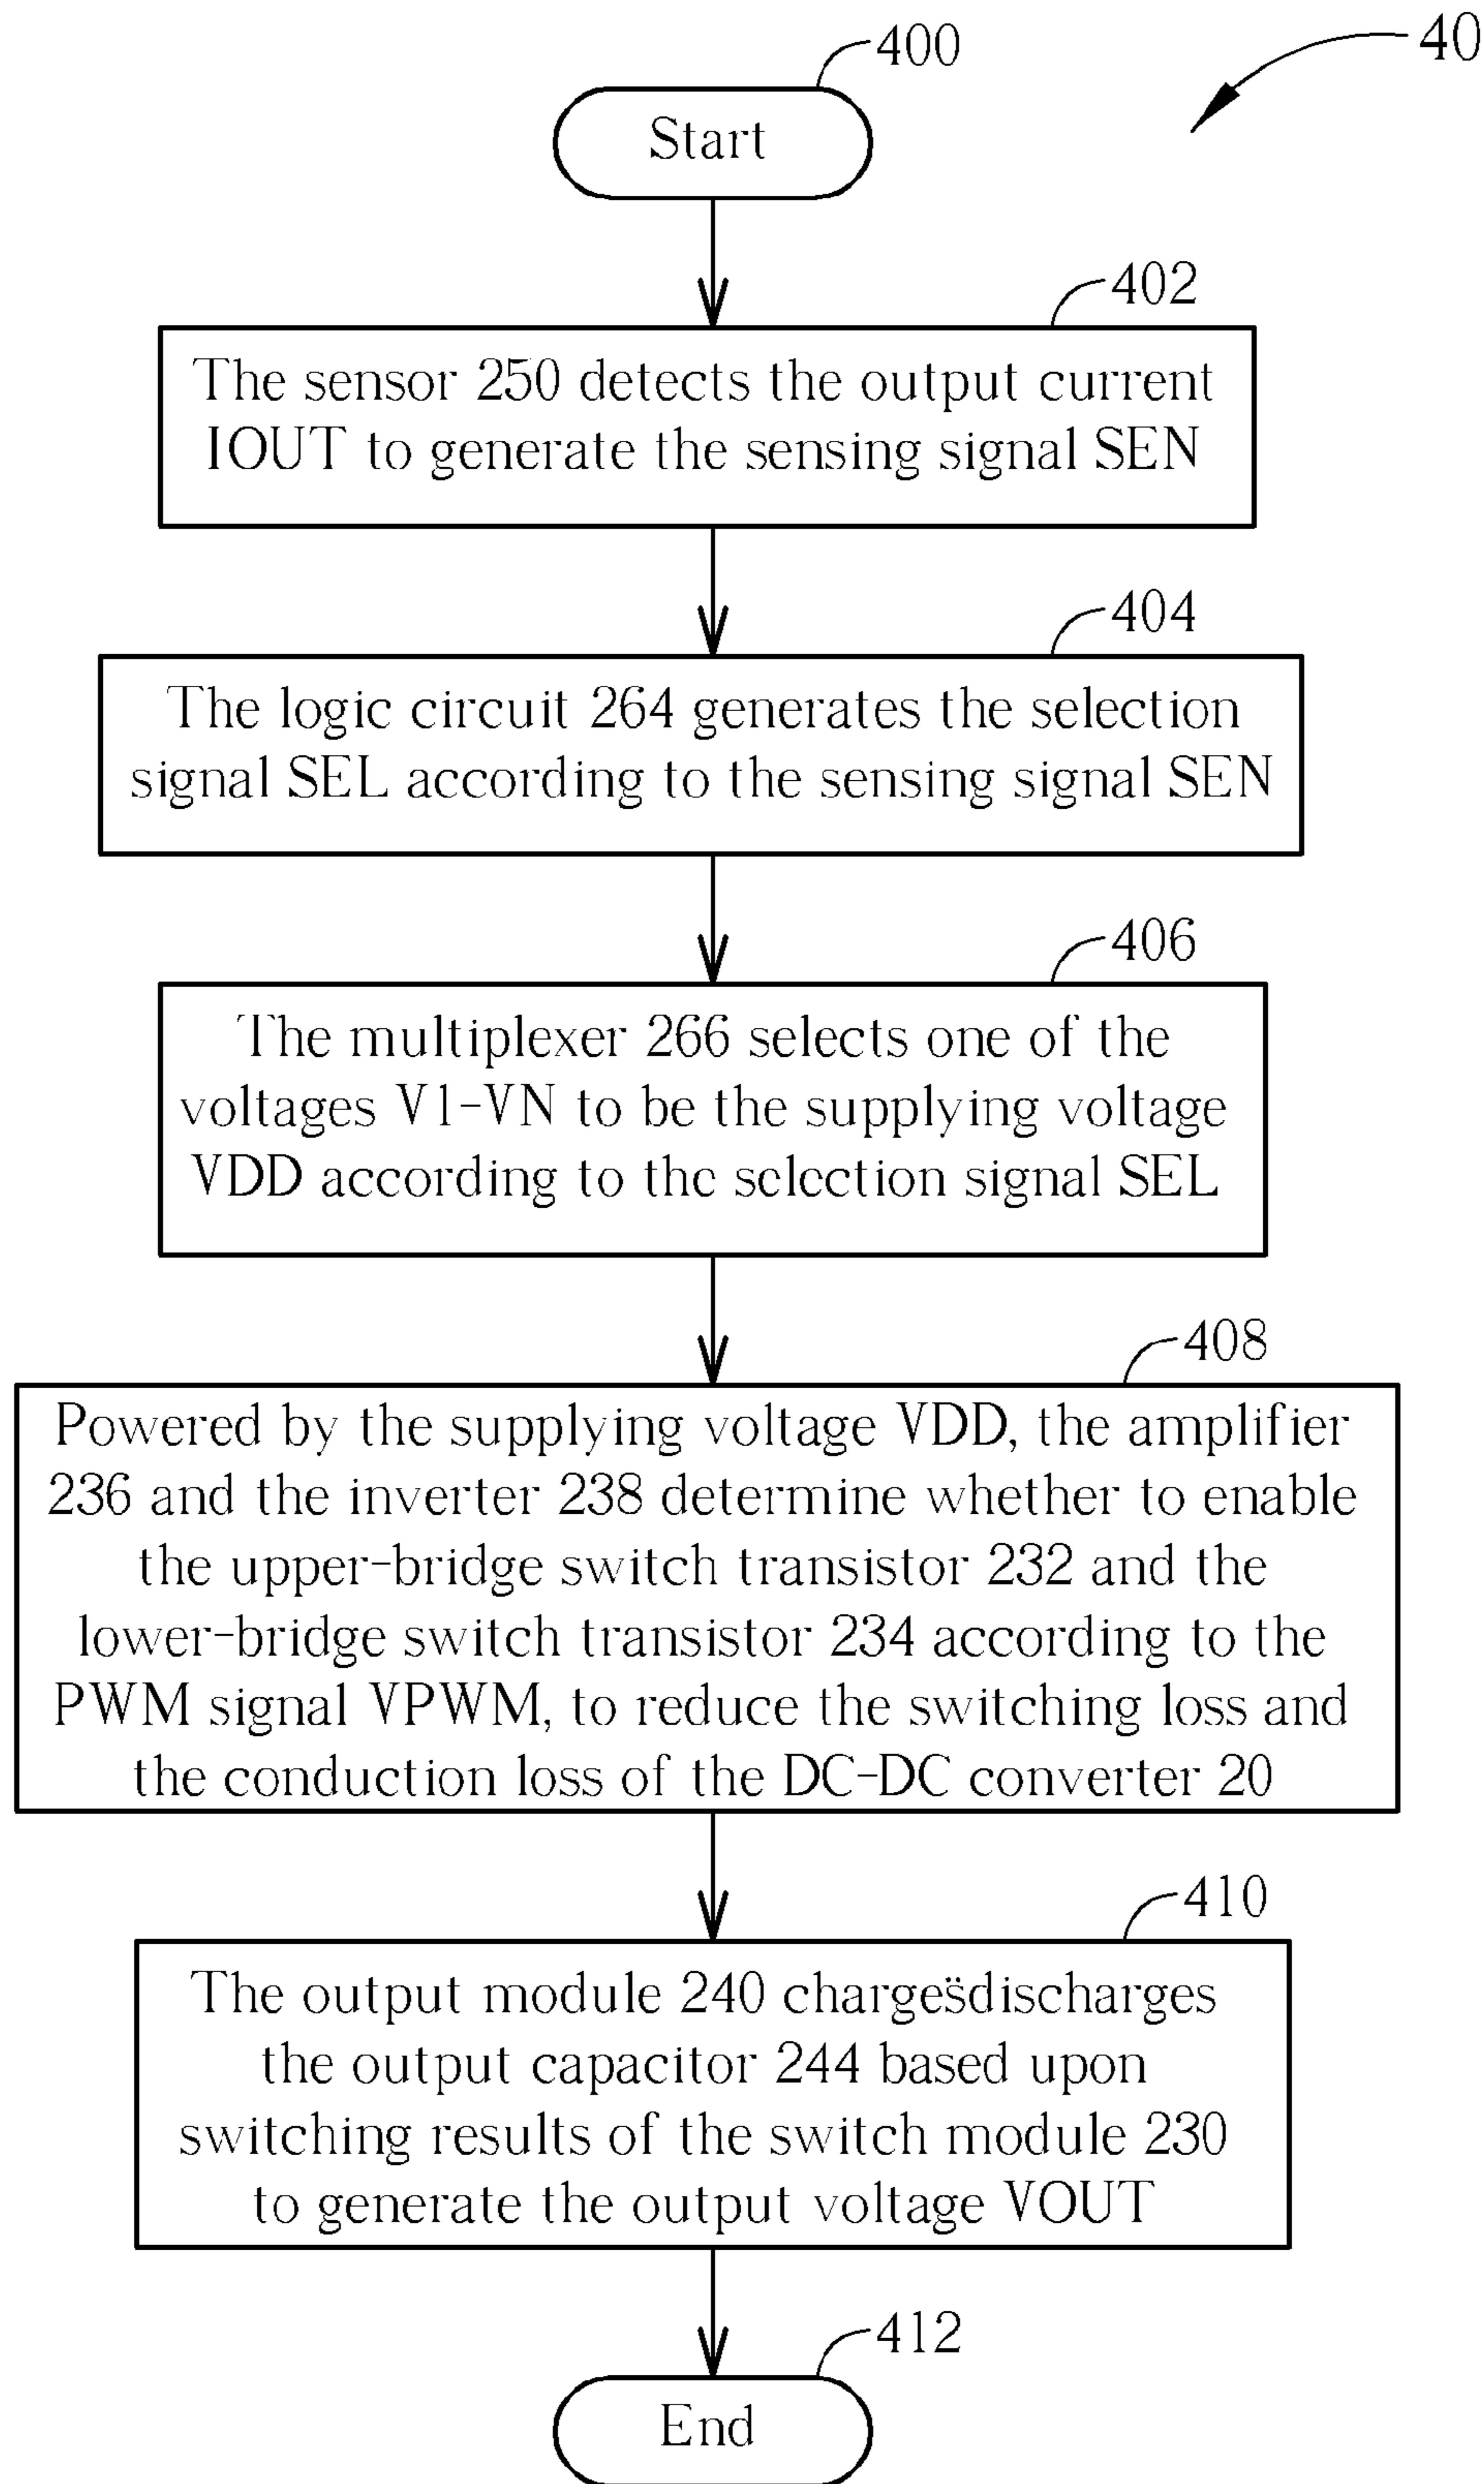 400
40
Start
402
The sensor 250 detects the output current
IOUT to generate the sensing signal SEN
404
The logic circuit 264 generates the selection
signal SEL according to the sensing signal SEN
406
The multiplexer 266 selects one of the
voltages V1-VN to be the supplying voltage
VDD according to the selection signal SEL
408
Powered by the supplying voltage VDD, the amplifier
236 and the inverter 238 determine whether to enable
the upper-bridge switch transistor 232 and the
lower-bridge switch transistor 234 according to the
PWM signal VPWM, to reduce the switching loss and
the conduction loss of the DC-DC converter 20
410
The output module 240 charges̈discharges
the output capacitor 244 based upon
switching results of the switch module 230
to generate the output voltage VOUT
412
End